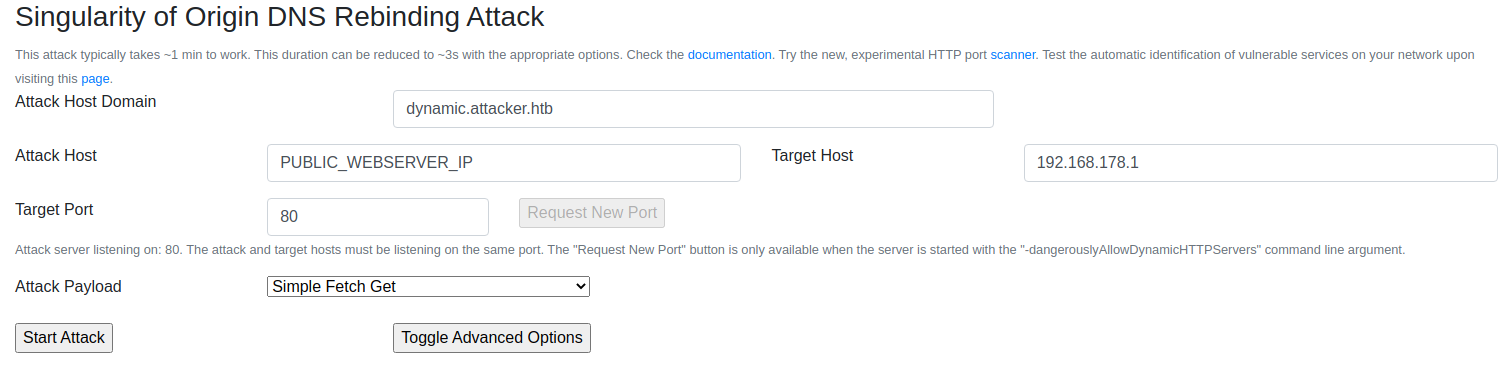 Singularity of Origin DNS Rebinding Attack
This attack typically takes ~1 min to work. This duration can be reduced to ~3s with the appropriate options. Check the documentation. Try the new, experimental HTTP port scanner. Test the automatic identification of vulnerable services on your network upon
visiting this page.
Attack Host Domain dynamic.attacker.htb
Attack Host PUBLIC_WEBSERVER_IP Target Host 192.168.178.1
Target Port 80 Request New Port
Attack server listening on: 80. The attack and target hosts must be listening on the same port. The "Request New Port" button is only available when the server is started with the "-dangerouslyAllowDynamicHTTPServers" command line argument.
Attack Payload Simple Fetch Get
Start Attack Toggle Advanced Options